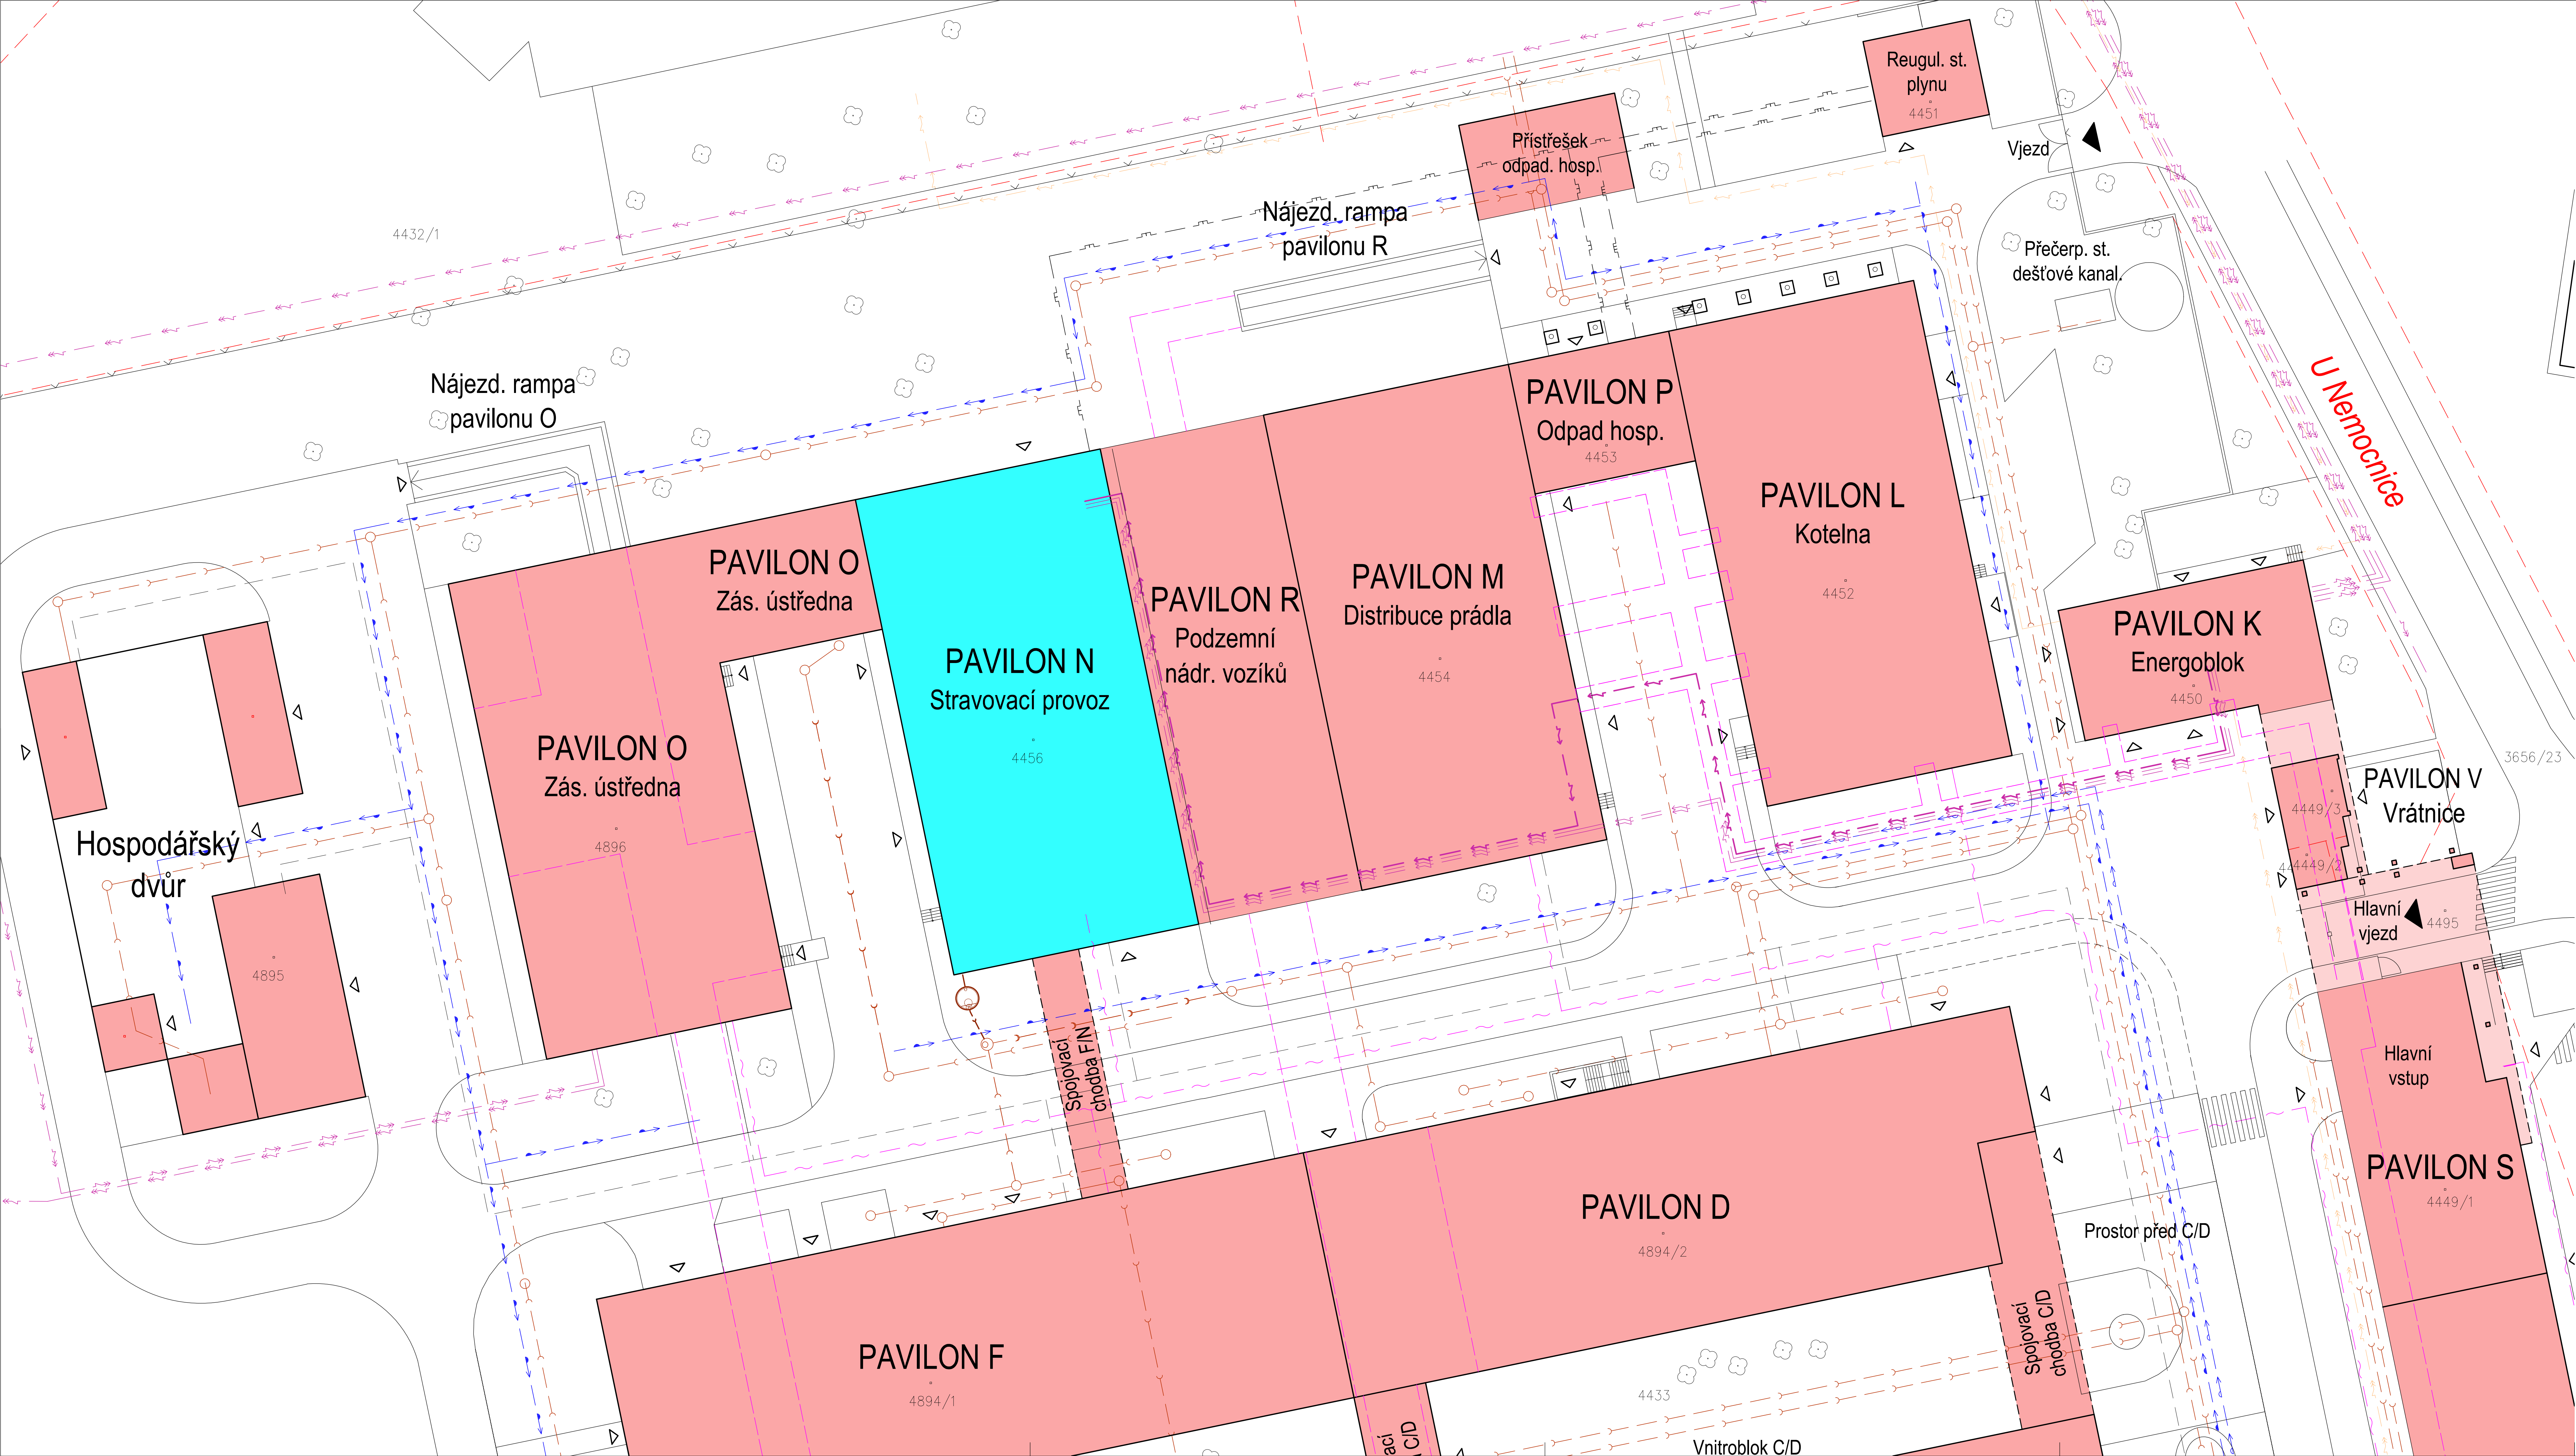 Reugul. st.
plynu
4451
Přístřešek
odpad. hosp.
Vjezd
Nájezd. rampa
pavilonu R
4432/1
Přečerp. st.
dešťové kanal.
U Nemocnice
Nájezd. rampa
pavilonu O
PAVILON P
Odpad hosp.
4453
PAVILON L
Kotelna
4452
PAVILON O
Zás. ústředna
PAVILON M
Distribuce prádla
4454
PAVILON R
Podzemní
nádr. vozíků
PAVILON N
Stravovací provoz
4456
PAVILON K
Energoblok
4450
PAVILON O
Zás. ústředna
4896
3656/23
PAVILON V
Vrátnice
4449/3
4449/2
Hospodářský
dvůr
4895
Hlavní
vjezd
4495
Spojovací
chodba F/N
Hlavní
vstup
PAVILON S
4449/1
PAVILON D
4894/2
Prostor před C/D
Spojovací
chodba C/D
PAVILON F
4894/1
4433
Vnitroblok C/D
C/D